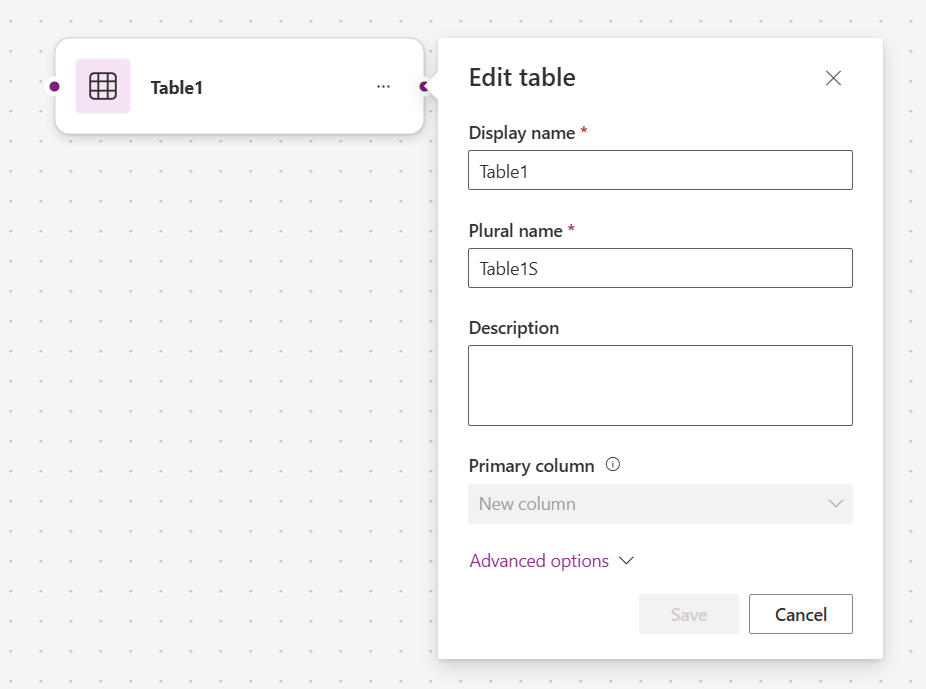 Table1
...
Edit table
Display name *
Table1
Plural name *
Table1S
Description
Primary column
New column
Advanced options
Save
Cancel